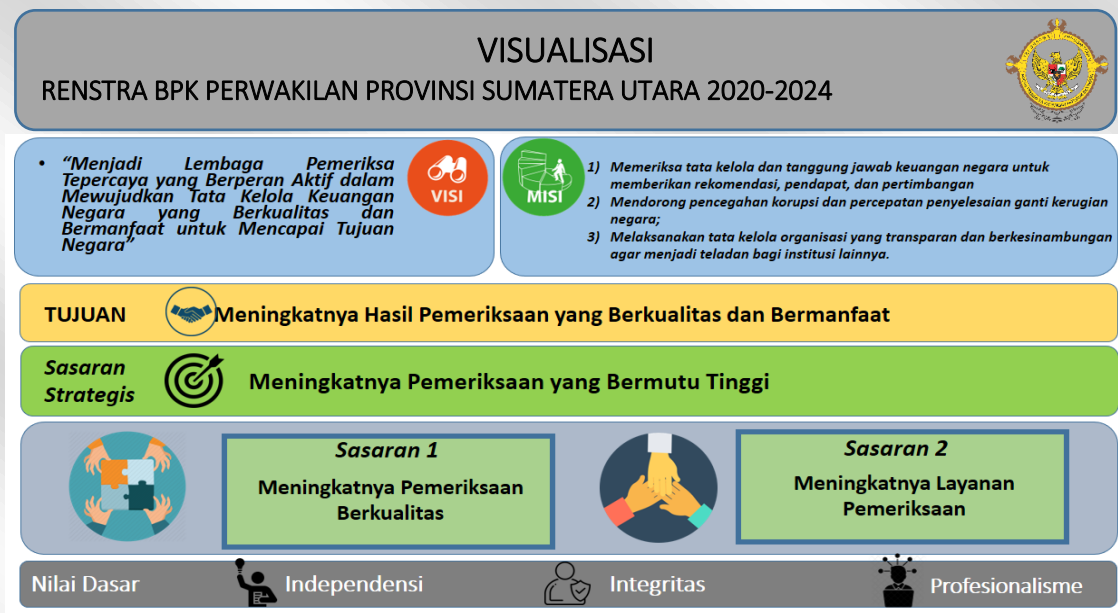 VISUALISASI
RENSTRA BPK PERWAKILAN PROVINSI SUMATERA UTARA 2020-2024
• “Menjadi Lembaga Pemeriksa
Tepercaya yang Berperan Aktif dalam
Mewujudkan Tata Kelola Keuangan
Negara yang Berkualitas dan
Bermanfaat untuk Mencapai Tujuan
Negara”
VISI
MISI
1) Memeriksa tata kelola dan tanggung jawab keuangan negara untuk
memberikan rekomendasi, pendapat, dan pertimbangan
2) Mendorong pencegahan korupsi dan percepatan penyelesaian ganti kerugian
negara;
3) Melaksanakan tata kelola organisasi yang transparan dan berkesinambungan
agar menjadi teladan bagi institusi lainnya.
TUJUAN
Meningkatnya Hasil Pemeriksaan yang Berkualitas dan Bermanfaat
Sasaran
Strategis
Meningkatnya Pemeriksaan yang Bermutu Tinggi
Sasaran 1
Meningkatnya Pemeriksaan
Berkualitas
Sasaran 2
Meningkatnya Layanan
Pemeriksaan
Nilai Dasar
Independensi
Integritas
Profesionalisme